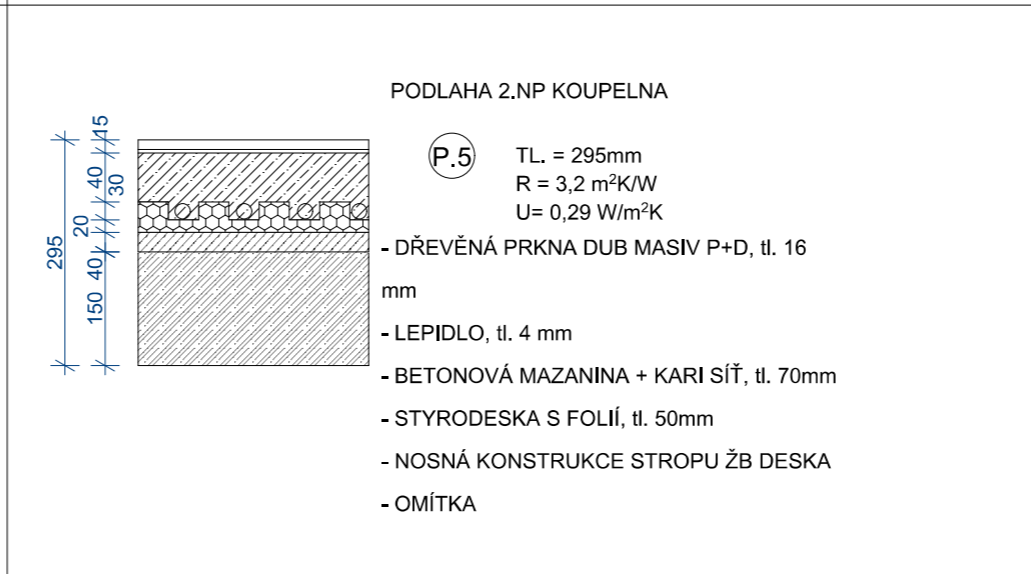 PODLAHA 2.NP KOUPELNA
P.5
TL. = 295mm
R = 3,2 m²K/W
U= 0,29 W/m²K
- DŘEVĚNÁ PRKNA DUB MASIV P+D, tl. 16
mm
- LEPIDLO, tl. 4 mm
- BETONOVÁ MAZANINA + KARI SÍŤ, tl. 70mm
- STYRODESKA S FOLIÍ, tl. 50mm
- NOSNÁ KONSTRUKCE STROPU ŽB DESKA
- OMÍTKA
15
40
30
20
40
150
295